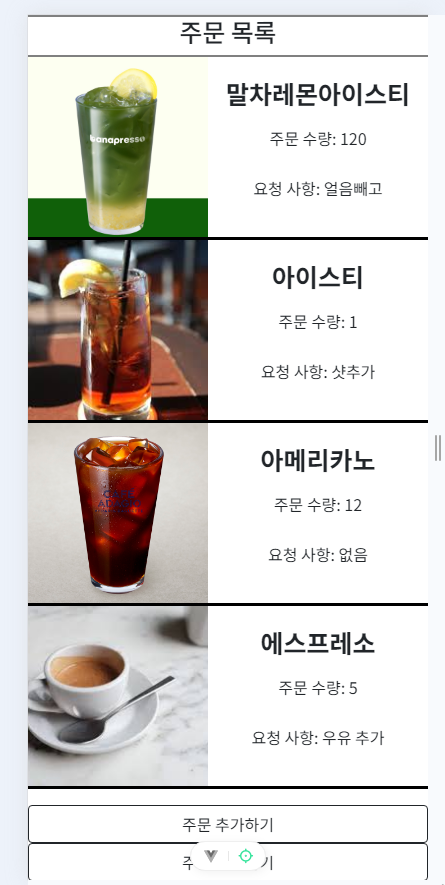 주문 목록
banapresso
말차레몬아이스티
주문 수량: 120
요청 사항: 얼음빼고
아이스티
주문 수량: 1
요청 사항: 샷추가
아메리카노
주문 수량: 12
요청 사항: 없음
에스프레소
주문 수량: 5
요청 사항: 우유 추가
주문 추가하기